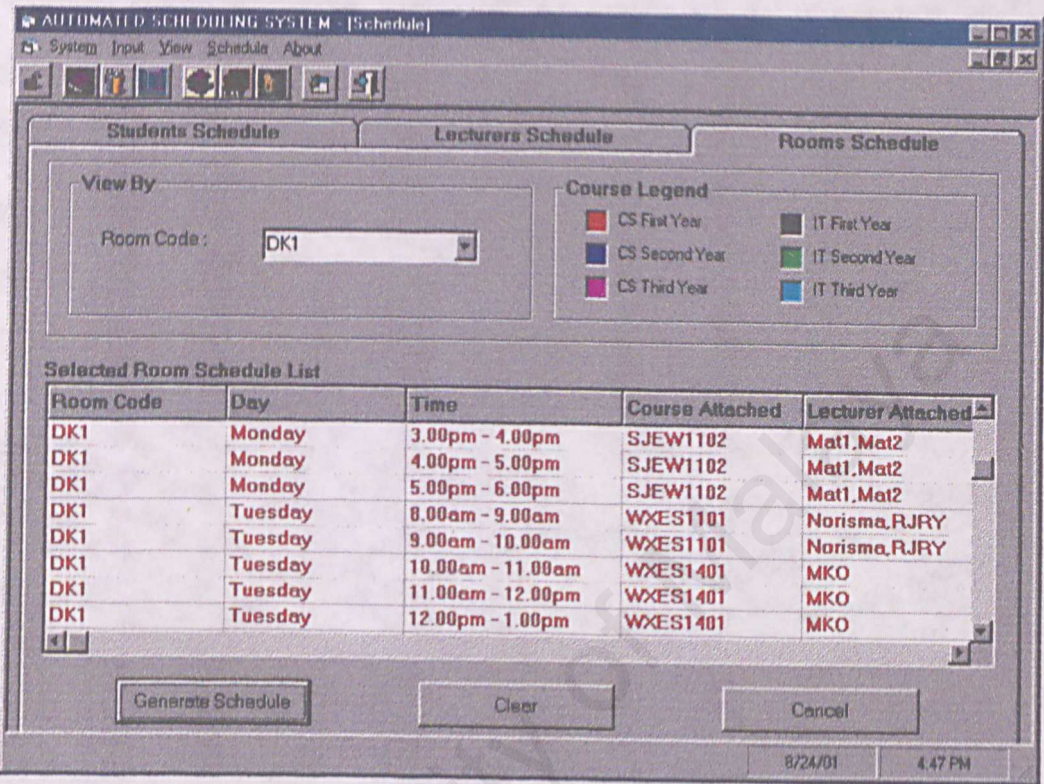 AUTOMATED SCHEDULING SYSTEM - [Schedule]
System Input View Schedule About
Students Schedule Lecturers Schedule Rooms Schedule
View By
Room Code :
DK1
Course Legend
CS First Year IT First Year
CS Second Year IT Second Year
CS Third Year IT Third Year
Selected Room Schedule List
Room Code Day Time Course Attached Lecturer Attached
DK1 Monday 3.00pm - 4.00pm SJEW1102 Mat1,Mat2
DK1 Monday 4.00pm - 5.00pm SJEW1102 Mat1,Mat2
DK1 Monday 5.00pm - 6.00pm SJEW1102 Mat1,Mat2
DK1 Tuesday 8.00am - 9.00am WXES1101 Norisma,RJRY
DK1 Tuesday 9.00am - 10.00am WXES1101 Norisma,RJRY
DK1 Tuesday 10.00am - 11.00am WXES1401 MKO
DK1 Tuesday 11.00am - 12.00pm WXES1401 MKO
DK1 Tuesday 12.00pm - 1.00pm WXES1401 MKO
Generate Schedule Clear Cancel
8/24/01 4:47 PM